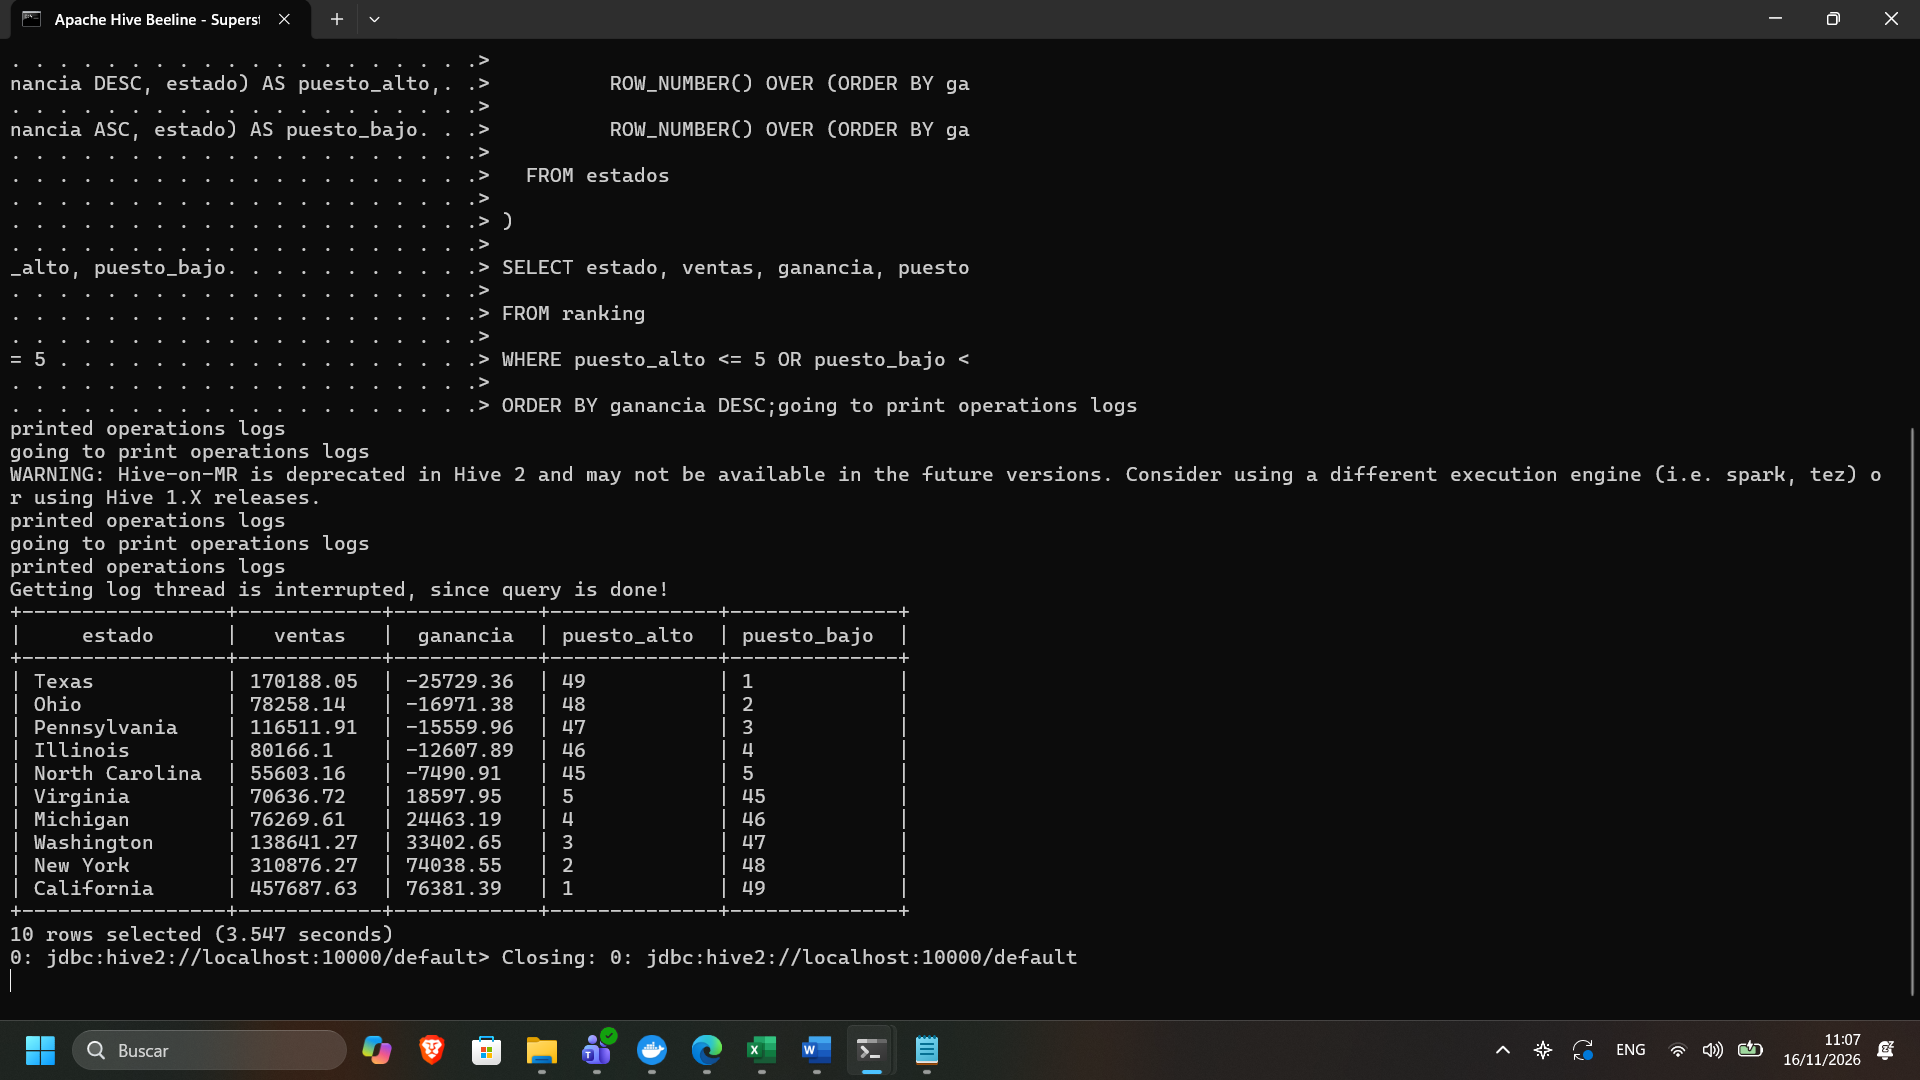 Apache Hive Beeline - Supers
. . . . . . . . . . . . . . . . . . . .>
nancia DESC, estado) AS puesto_alto,. .>          ROW_NUMBER() OVER (ORDER BY ga
. . . . . . . . . . . . . . . . . . . .>
nancia ASC, estado) AS puesto_bajo. . .>          ROW_NUMBER() OVER (ORDER BY ga
. . . . . . . . . . . . . . . . . . . .>
. . . . . . . . . . . . . . . . . . . .>   FROM estados
. . . . . . . . . . . . . . . . . . . .>
. . . . . . . . . . . . . . . . . . . .> )
. . . . . . . . . . . . . . . . . . . .>
_alto, puesto_bajo. . . . . . . . . . .> SELECT estado, ventas, ganancia, puesto
. . . . . . . . . . . . . . . . . . . .>
. . . . . . . . . . . . . . . . . . . .> FROM ranking
. . . . . . . . . . . . . . . . . . . .>
= 5 . . . . . . . . . . . . . . . . . .> WHERE puesto_alto <= 5 OR puesto_bajo <
. . . . . . . . . . . . . . . . . . . .>
. . . . . . . . . . . . . . . . . . . .> ORDER BY ganancia DESC;going to print operations logs
printed operations logs
going to print operations logs
WARNING: Hive-on-MR is deprecated in Hive 2 and may not be available in the future versions. Consider using a different execution engine (i.e. spark, tez) o
r using Hive 1.X releases.
printed operations logs
going to print operations logs
printed operations logs
Getting log thread is interrupted, since query is done!
+-----------------+------------+------------+--------------+--------------+
|     estado      |   ventas   |  ganancia  | puesto_alto  | puesto_bajo  |
+-----------------+------------+------------+--------------+--------------+
| Texas           | 170188.05  | -25729.36  | 49           | 1            |
| Ohio            | 78258.14   | -16971.38  | 48           | 2            |
| Pennsylvania    | 116511.91  | -15559.96  | 47           | 3            |
| Illinois        | 80166.1    | -12607.89  | 46           | 4            |
| North Carolina  | 55603.16   | -7490.91   | 45           | 5            |
| Virginia        | 70636.72   | 18597.95   | 5            | 45           |
| Michigan        | 76269.61   | 24463.19   | 4            | 46           |
| Washington      | 138641.27  | 33402.65   | 3            | 47           |
| New York        | 310876.27  | 74038.55   | 2            | 48           |
| California      | 457687.63  | 76381.39   | 1            | 49           |
+-----------------+------------+------------+--------------+--------------+
10 rows selected (3.547 seconds)
0: jdbc:hive2://localhost:10000/default> Closing: 0: jdbc:hive2://localhost:10000/default
Buscar
ENG
11:07
16/11/2026